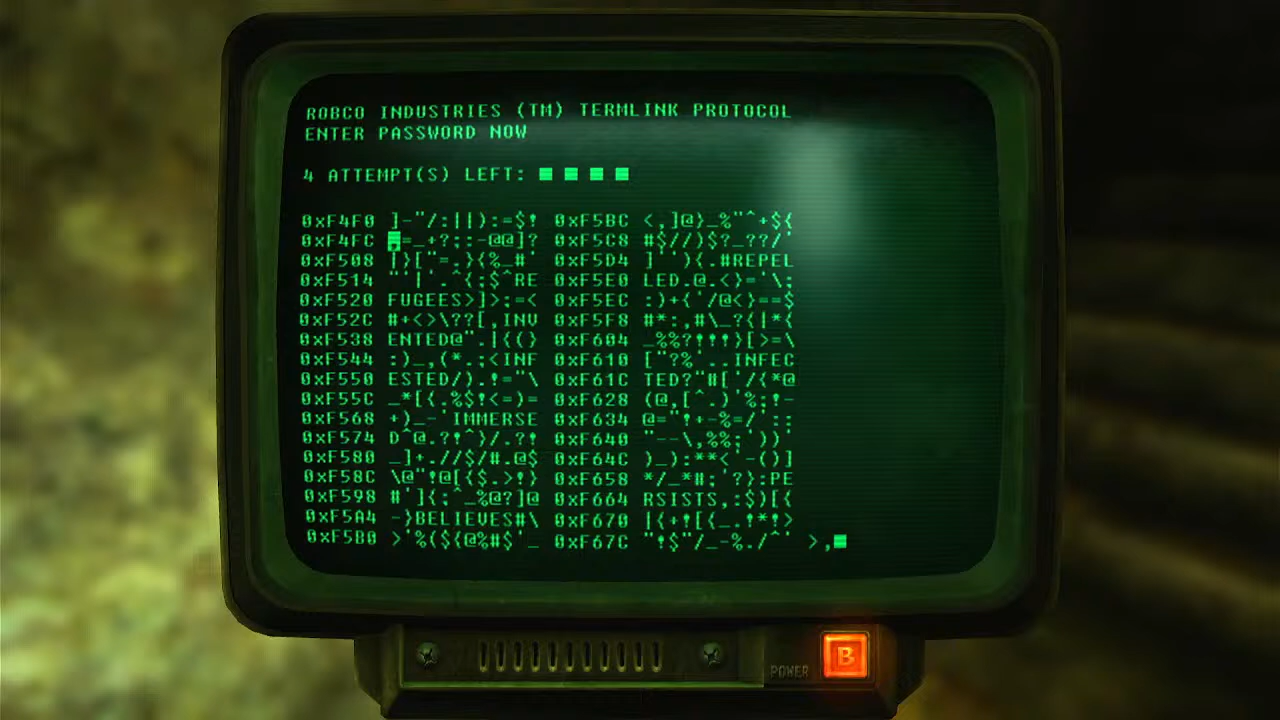 ROBCO INDUSTRIES (TM) TERMLINK PROTOCOL
ENTER PASSWORD NOW
4 ATTEMPT(S) LEFT: ■ ■ ■ ■
0xF4F0 ]-"/:||):=$! 0xF5BC <,]@}_%"^+${
0xF4FC =_+?;:-@@]? 0xF5C8 #$//)$?_??/'
0xF508 |}["=.}{%_#' 0xF5D4 ]''){.#REPEL
0xF514 "'|'.^{;$^RE 0xF5E0 LED.@.<}='\;
0xF520 FUGEES>]>;=< 0xF5EC :)+{'/@<}==$
0xF52C #+<>\??[,INV 0xF5F8 #*:,#\_?{|*{
0xF538 ENTED@".|{(} 0xF604 _%%?!!!}[>=\
0xF544 :)_,(*.;<INF 0xF610 ["?%'..INFEC
0xF550 ESTED/).!="\ 0xF61C TED?"#['/{*@
0xF55C _*[{.%$!<=)= 0xF628 (@,[^.)'%;!-
0xF568 +)_-'IMMERSE 0xF634 @="!+-%=/'::
0xF574 D^@.?!^}/.?! 0xF640 "--\,%%;'))'
0xF580 _]+.//$/#.@$ 0xF64C )_):**<'-()]
0xF58C \@"!@[{$.>!} 0xF658 */_*#;'?}:PE
0xF598 #']{;^_%@?]@ 0xF664 RSISTS,:$)[{
0xF5A4 -}BELIEVES#\ 0xF670 |{+![{_.!*!>
0xF5B0 >'%(${@%#$'_ 0xF67C "!$"/_-%./^' >,■
POWER
B